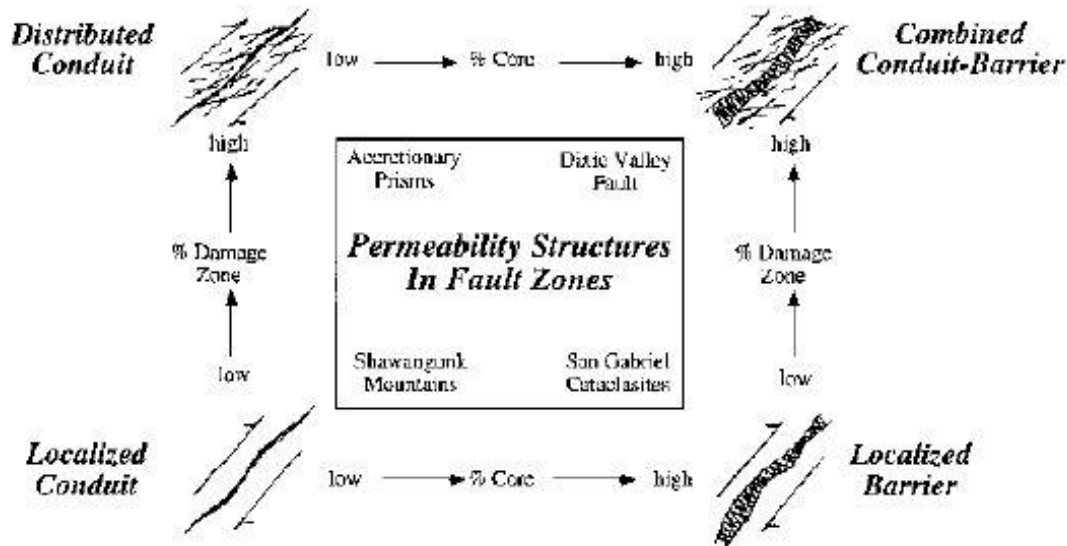 Distributed
Conduit
low
% Core
high
Combined
Conduit-Barrier
high
high
Accretionary
Prisms
Dixie Valley
Fault
% Damage
Zone
Permeability Structures
In Fault Zones
% Damage
Zone
Shawangunk
Mountains
San Gabriel
Cataclasites
low
low
Localized
Conduit
low
% Core
high
Localized
Barrier